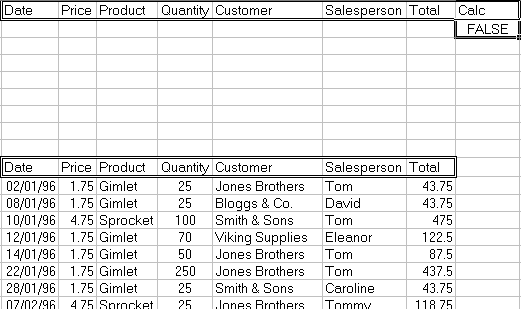 Date Price Product Quantity Customer Salesperson Total Calc
FALSE
Date Price Product Quantity Customer Salesperson Total
02/01/96 1.75 Gimlet 25 Jones Brothers Tom 43.75
08/01/96 1.75 Gimlet 25 Bloggs & Co. David 43.75
10/01/96 4.75 Sprocket 100 Smith & Sons Tom 475
12/01/96 1.75 Gimlet 70 Viking Supplies Eleanor 122.5
14/01/96 1.75 Gimlet 50 Jones Brothers Tom 87.5
22/01/96 1.75 Gimlet 250 Jones Brothers Tom 437.5
28/01/96 1.75 Gimlet 25 Smith & Sons Caroline 43.75
07/02/96 4.75 Sprocket 25 Jones Brothers Tommy 118.75